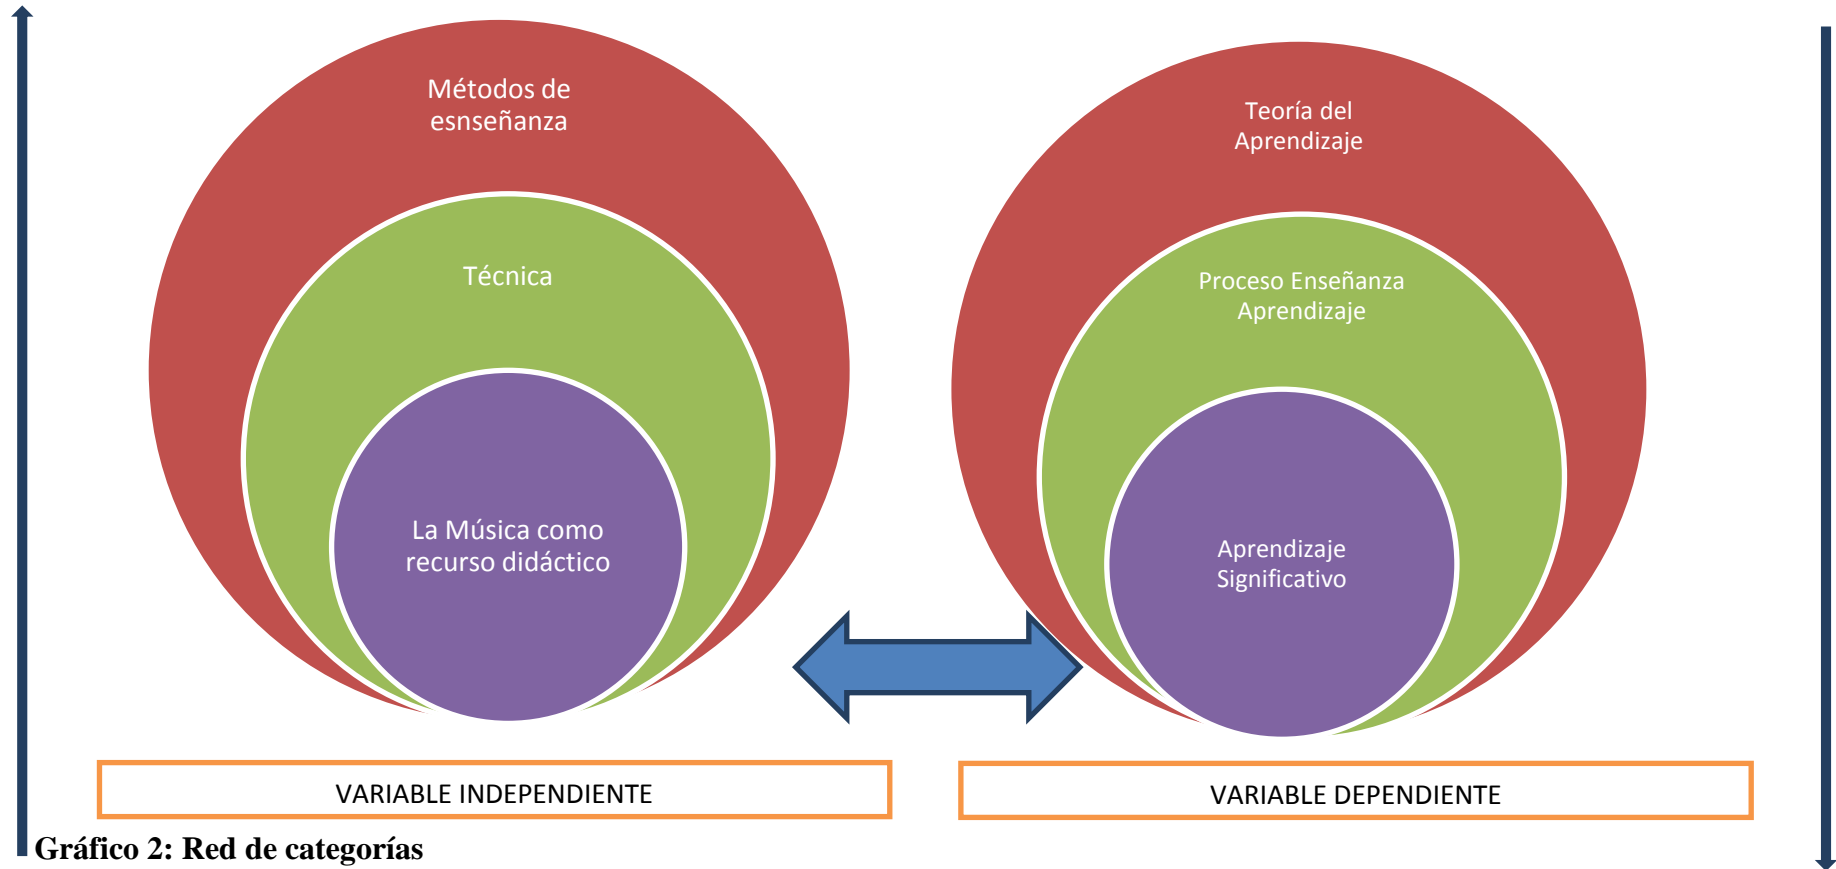 Métodos de
esnseñanza
Técnica
La Música como
recurso didáctico
Teoría del
Aprendizaje
Proceso Enseñanza
Aprendizaje
Aprendizaje
Significativo
VARIABLE INDEPENDIENTE
VARIABLE DEPENDIENTE
Gráfico 2: Red de categorías